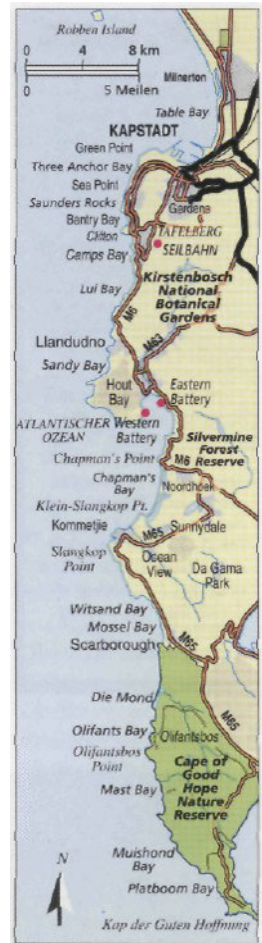 Robben Island
0 4 8 km
0 5 Meilen
Milnerton
Table Bay
KAPSTADT
Green Point
Three Anchor Bay
Sea Point
Saunders Rocks
Gardens
Bantry Bay
TAFELBERG
Clifton
SEILBAHN
Camps Bay
Kirstenbosch
National
Botanical
Gardens
Lui Bay
M6
M63
Llandudno
Sandy Bay
Hout
Bay
Eastern
Battery
ATLANTISCHER
OZEAN
Western
Battery
Silvermine
Forest
Reserve
Chapman's Point
M6
Chapman's
Bay
Noordhoek
Klein-Slangkop Pt.
Kommetjie
M65
Sunnydale
Slangkop
Point
Ocean
View
Da Gama
Park
Witsand Bay
Mossel Bay
Scarborough
M65
M65
Die Mond
Olifants Bay
Olifantsbos
Olifantsbos
Point
Cape of
Good
Hope
Nature
Reserve
Mast Bay
N
Muishond
Bay
Platboom Bay
Kap der Guten Hoffnung